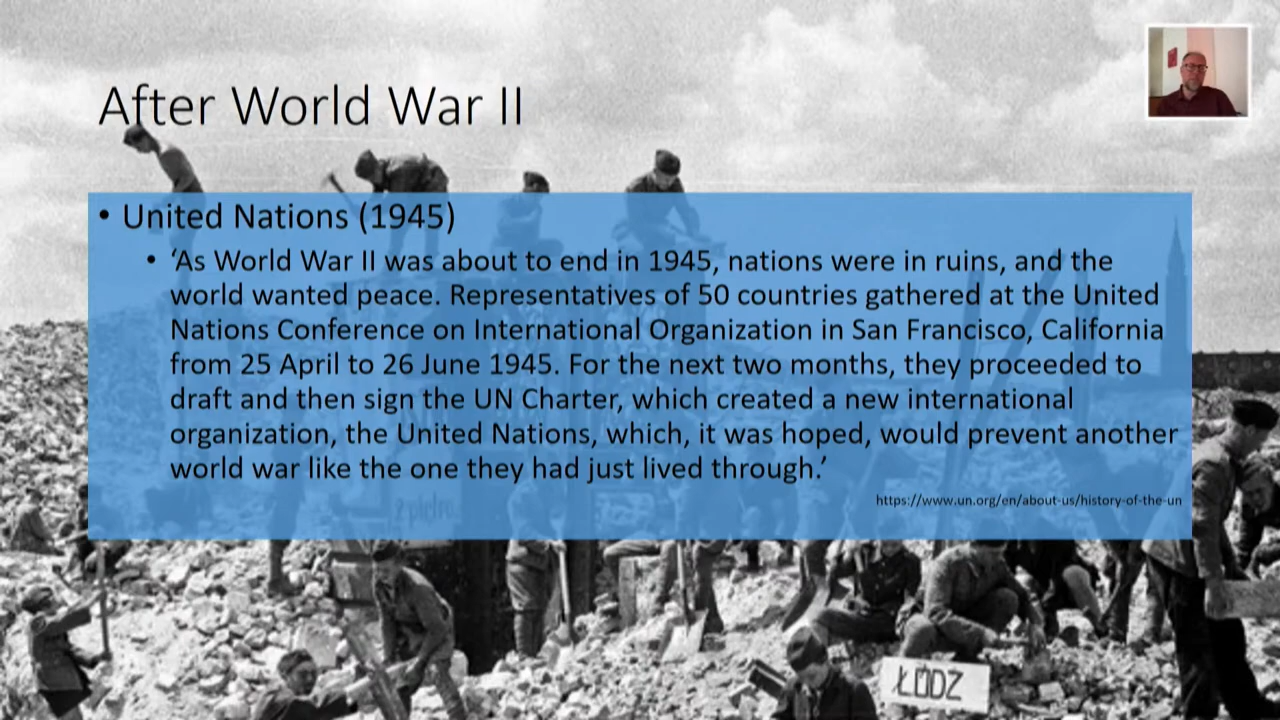 After World War II
• United Nations (1945)
• ‘As World War II was about to end in 1945, nations were in ruins, and the
world wanted peace. Representatives of 50 countries gathered at the United
Nations Conference on International Organization in San Francisco, California
from 25 April to 26 June 1945. For the next two months, they proceeded to
draft and then sign the UN Charter, which created a new international
organization, the United Nations, which, it was hoped, would prevent another
world war like the one they had just lived through.’
https://www.un.org/en/about-us/history-of-the-un
ŁÓDZ